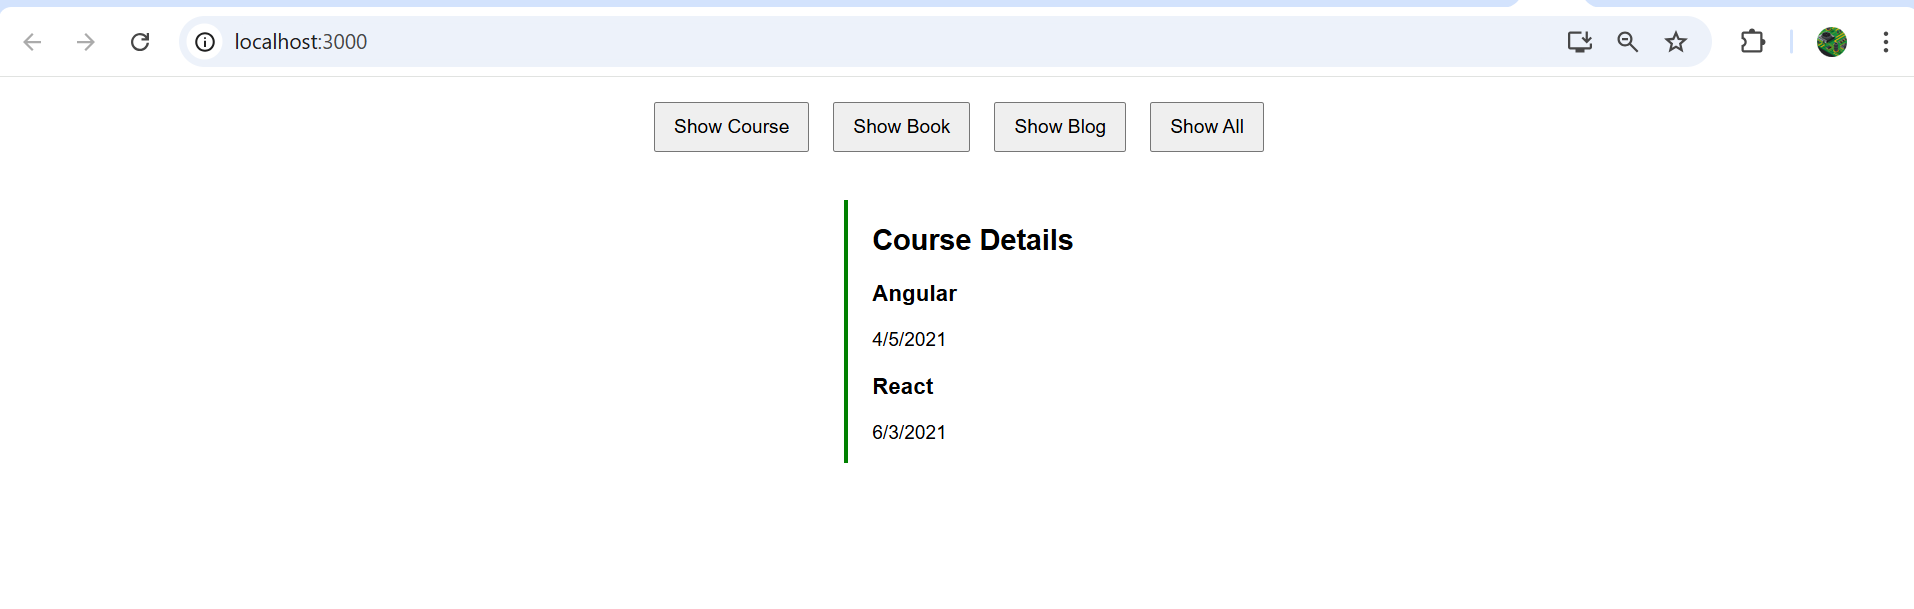 localhost:3000
Show Course Show Book Show Blog Show All
Course Details
Angular
4/5/2021
React
6/3/2021